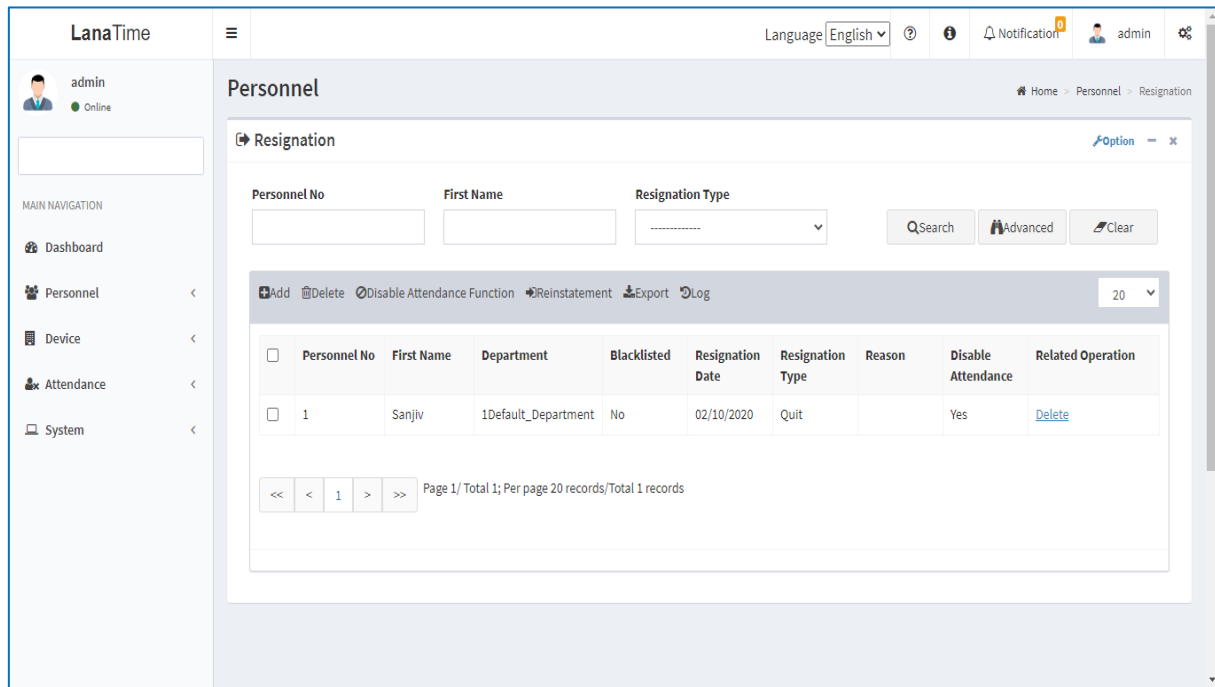 LanaTime
Language English
Notification 0
admin
admin
Online
MAIN NAVIGATION
Dashboard
Personnel
Device
Attendance
System
Personnel
Home > Personnel > Resignation
Resignation
Option
Personnel No First Name Resignation Type
-------------
Search Advanced Clear
Add Delete Disable Attendance Function Reinstatement Export Log
20
Personnel No First Name Department Blacklisted Resignation Date Resignation Type Reason Disable Attendance Related Operation
1 Sanjiv 1Default_Department No 02/10/2020 Quit Yes Delete
<< < 1 > >> Page 1/ Total 1; Per page 20 records/Total 1 records